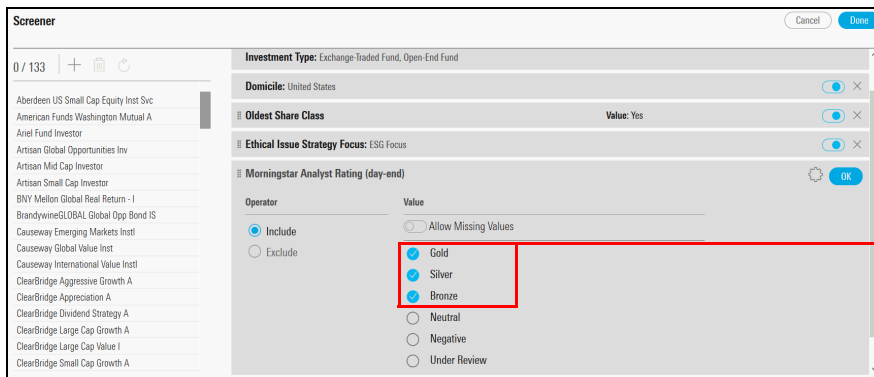 Screener
Cancel
Done
0 / 133
Aberdeen US Small Cap Equity Inst Svc
American Funds Washington Mutual A
Ariel Fund Investor
Artisan Global Opportunities Inv
Artisan Mid Cap Investor
Artisan Small Cap Investor
BNY Mellon Global Real Return - I
BrandywineGLOBAL Global Opp Bond IS
Causeway Emerging Markets Instl
Causeway Global Value Inst
Causeway International Value Instl
ClearBridge Aggressive Growth A
ClearBridge Appreciation A
ClearBridge Dividend Strategy A
ClearBridge Large Cap Growth A
ClearBridge Large Cap Value I
ClearBridge Small Cap Growth A
Investment Type: Exchange-Traded Fund, Open-End Fund
Domicile: United States
Oldest Share Class Value: Yes
Ethical Issue Strategy Focus: ESG Focus
Morningstar Analyst Rating (day-end)
OK
Operator
Include
Exclude
Value
Allow Missing Values
Gold
Silver
Bronze
Neutral
Negative
Under Review